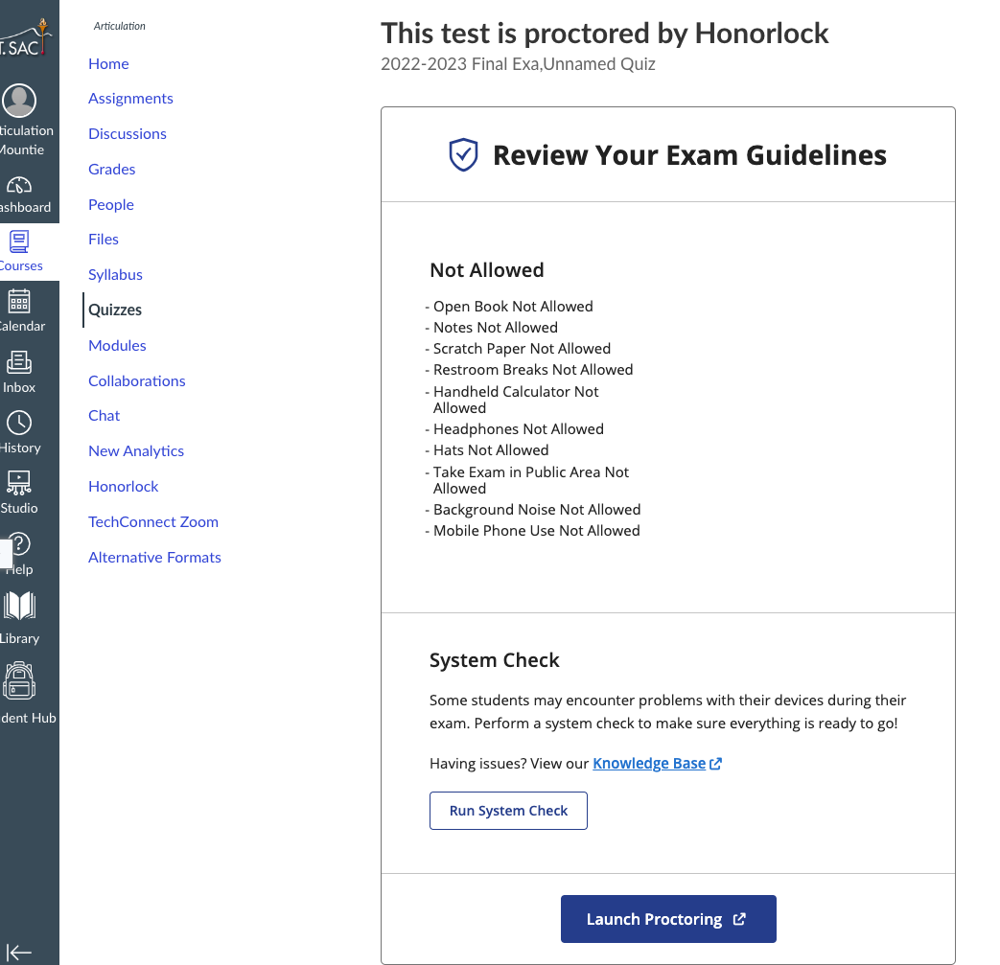 T. SAC
ticulation
Mountie
ashboard
Courses
Calendar
Inbox
History
Studio
Help
Library
dent Hub
Articulation
Home
Assignments
Discussions
Grades
People
Files
Syllabus
Quizzes
Modules
Collaborations
Chat
New Analytics
Honorlock
TechConnect Zoom
Alternative Formats
This test is proctored by Honorlock
2022-2023 Final Exa,Unnamed Quiz
Review Your Exam Guidelines
Not Allowed
- Open Book Not Allowed
- Notes Not Allowed
- Scratch Paper Not Allowed
- Restroom Breaks Not Allowed
- Handheld Calculator Not
Allowed
- Headphones Not Allowed
- Hats Not Allowed
- Take Exam in Public Area Not
Allowed
- Background Noise Not Allowed
- Mobile Phone Use Not Allowed
System Check
Some students may encounter problems with their devices during their
exam. Perform a system check to make sure everything is ready to go!
Having issues? View our Knowledge Base
Run System Check
Launch Proctoring